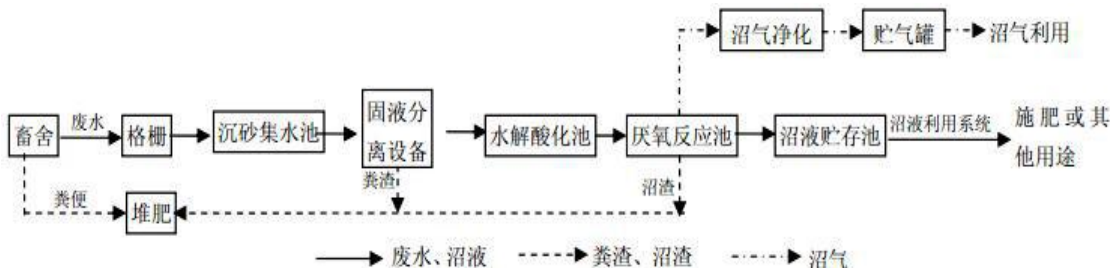 沼气净化
贮气罐
沼气利用
畜舍
废水
格栅
沉砂集水池
固液分
离设备
水解酸化池
厌氧反应池
沼液贮存池
沼液利用系统
施肥或其
他用途
粪便
堆肥
粪渣
沼渣
废水、沼液
粪渣、沼渣
沼气